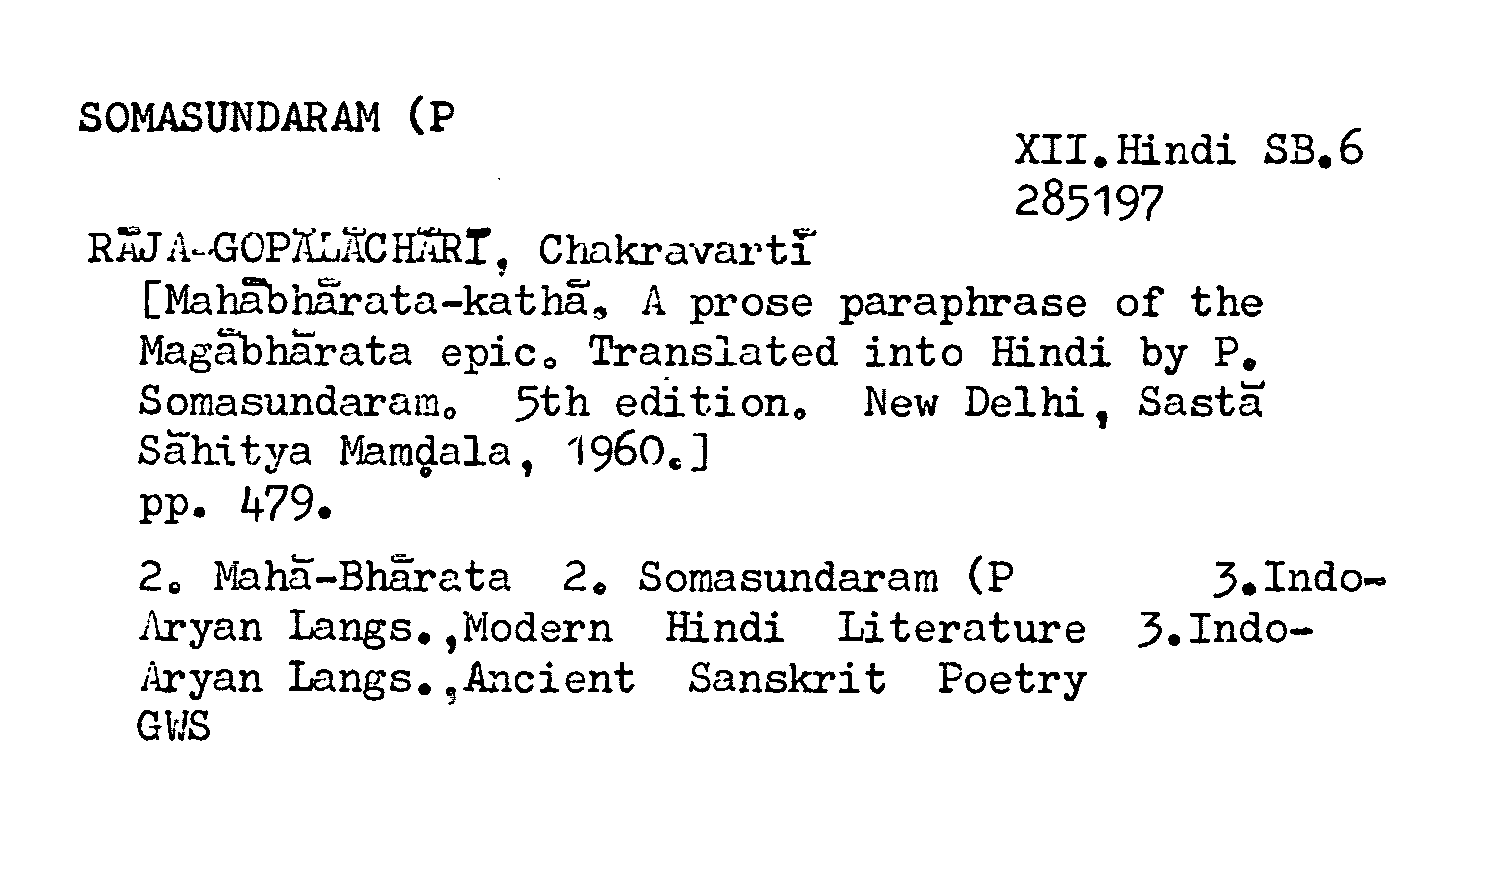 SOMASUNDARAM (P
XII.Hindi SB.6
285197
RĀJA-GOPĀLĀCHĀRĪ, Chakravartī
[Mahābhārata-kathā. A prose paraphrase of the
Magābhārata epic. Translated into Hindi by P.
Somasundaram. 5th edition. New Delhi, Sastā
Sāhitya Maṃḍala, 1960.]
pp. 479.
2. Mahā-Bhārata 2. Somasundaram (P 3.Indo-
Aryan Langs.,Modern Hindi Literature 3.Indo-
Aryan Langs.,Ancient Sanskrit Poetry
GWS